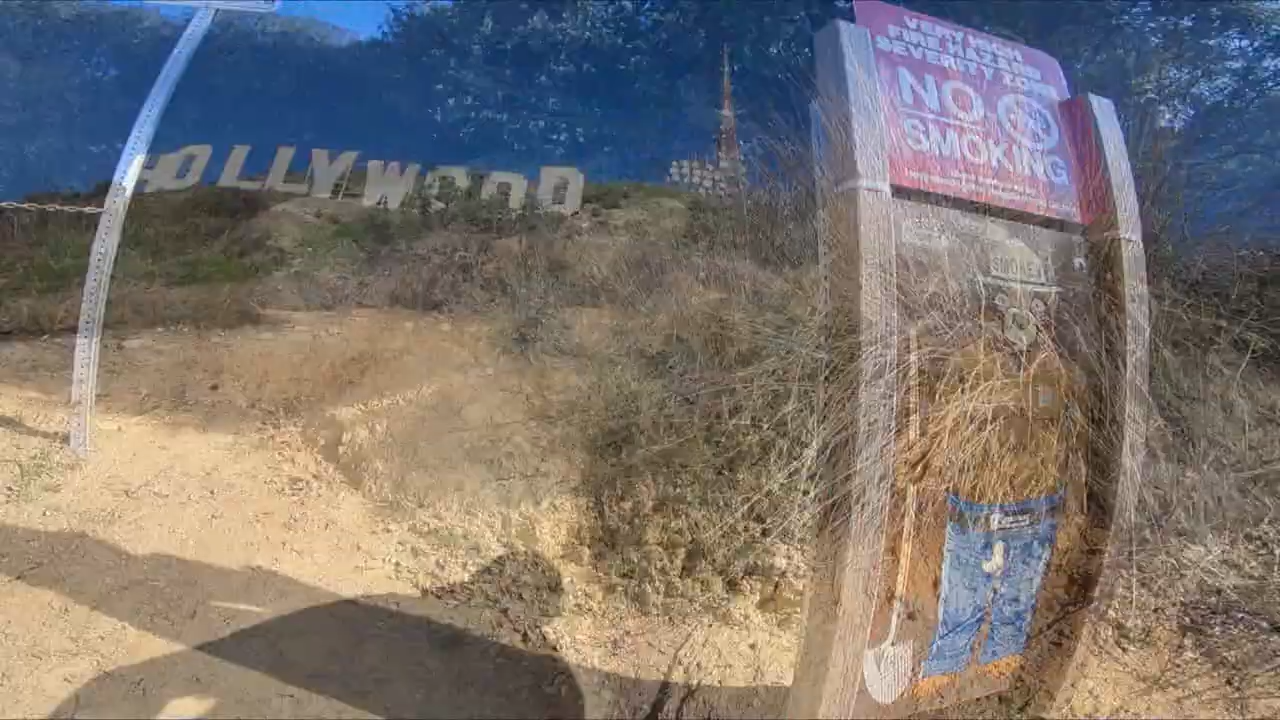 HOLLYWOOD
VERY HIGH
FIRE HAZARD
SEVERITY ZONE
NO
SMOKING
SMOKEY